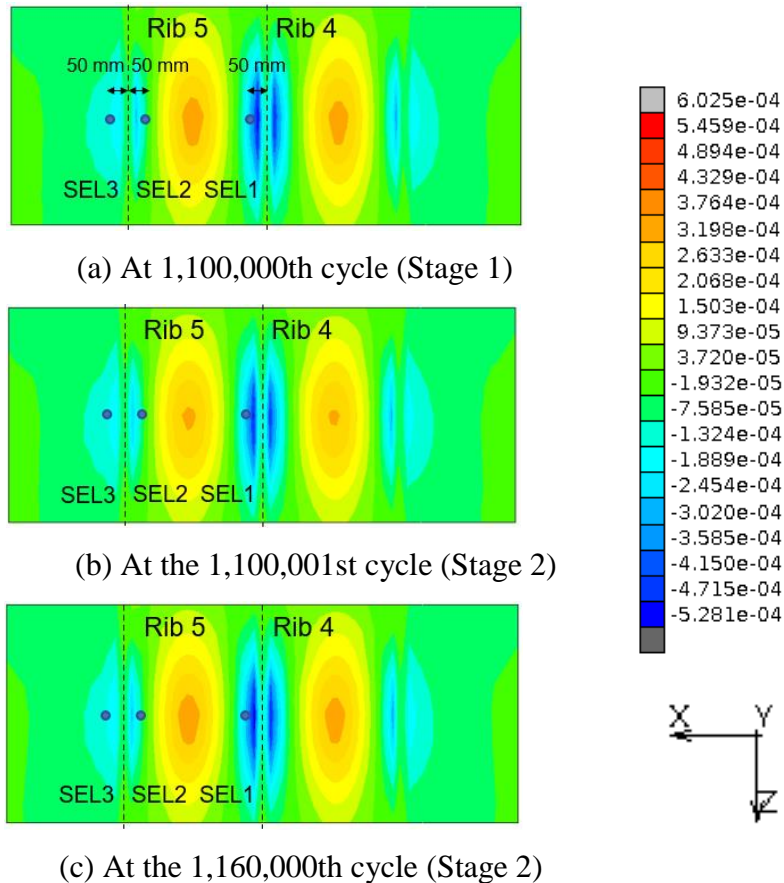 Rib 5 Rib 4
50 mm 50 mm 50 mm
SEL3 SEL2 SEL1
(a) At 1,100,000th cycle (Stage 1)
Rib 5 Rib 4
SEL3 SEL2 SEL1
(b) At the 1,100,001st cycle (Stage 2)
Rib 5 Rib 4
SEL3 SEL2 SEL1
(c) At the 1,160,000th cycle (Stage 2)
6.025e-04
5.459e-04
4.894e-04
4.329e-04
3.764e-04
3.198e-04
2.633e-04
2.068e-04
1.503e-04
9.373e-05
3.720e-05
-1.932e-05
-7.585e-05
-1.324e-04
-1.889e-04
-2.454e-04
-3.020e-04
-3.585e-04
-4.150e-04
-4.715e-04
-5.281e-04
X Y
Z